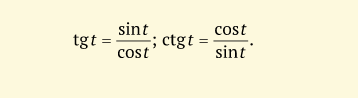 tgt = sint/cost; ctgt = cost/sint.